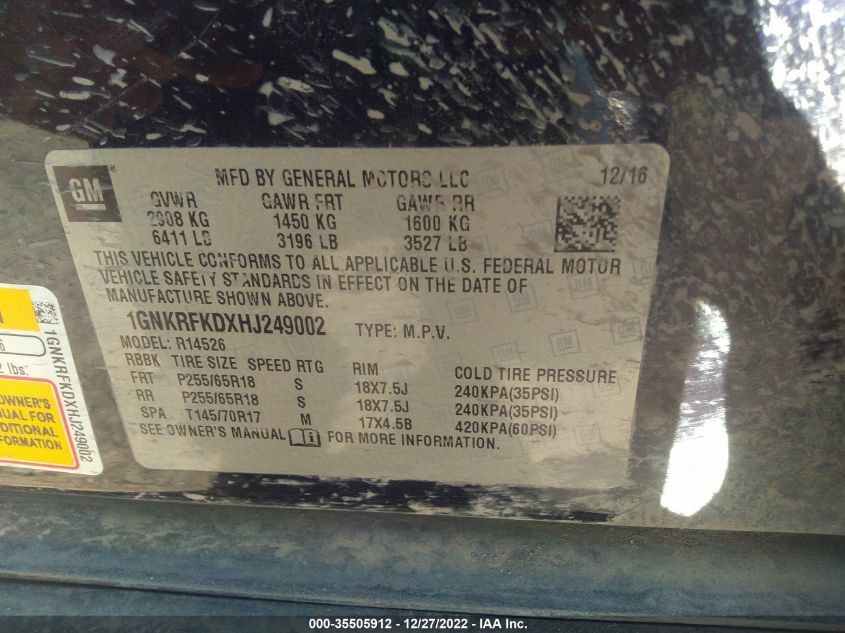 GM
MFD BY GENERAL MOTORS LLC 12/16
GVWR GAWR FRT GAWR RR
2908 KG 1450 KG 1600 KG
6411 LB 3196 LB 3527 LB
THIS VEHICLE CONFORMS TO ALL APPLICABLE U.S. FEDERAL MOTOR
VEHICLE SAFETY STANDARDS IN EFFECT ON THE DATE OF
MANUFACTURE SHOWN ABOVE.
1GNKRFKDXHJ249002 TYPE: M.P.V.
MODEL: R14526
RBBK TIRE SIZE SPEED RTG RIM COLD TIRE PRESSURE
FRT P255/65R18 S 18X7.5J 240KPA(35PSI)
RR P255/65R18 S 18X7.5J 240KPA(35PSI)
SPA T145/70R17 M 17X4.5B 420KPA(60PSI)
SEE OWNER'S MANUAL FOR MORE INFORMATION.
lbs.
OWNER'S
MANUAL FOR
1GNKRFKDXHJ249002
000-35505912 - 12/27/2022 - IAA Inc.